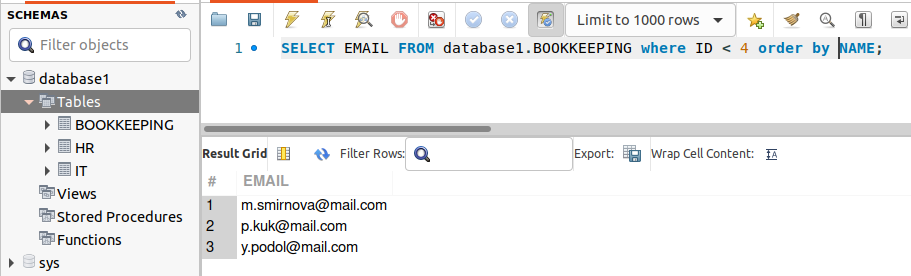 SCHEMAS
Filter objects
database1
Tables
BOOKKEEPING
HR
IT
Views
Stored Procedures
Functions
sys
Limit to 1000 rows
1 SELECT EMAIL FROM database1.BOOKKEEPING where ID < 4 order by NAME;
Result Grid Filter Rows: Export: Wrap Cell Content:
# EMAIL
1 m.smirnova@mail.com
2 p.kuk@mail.com
3 y.podol@mail.com